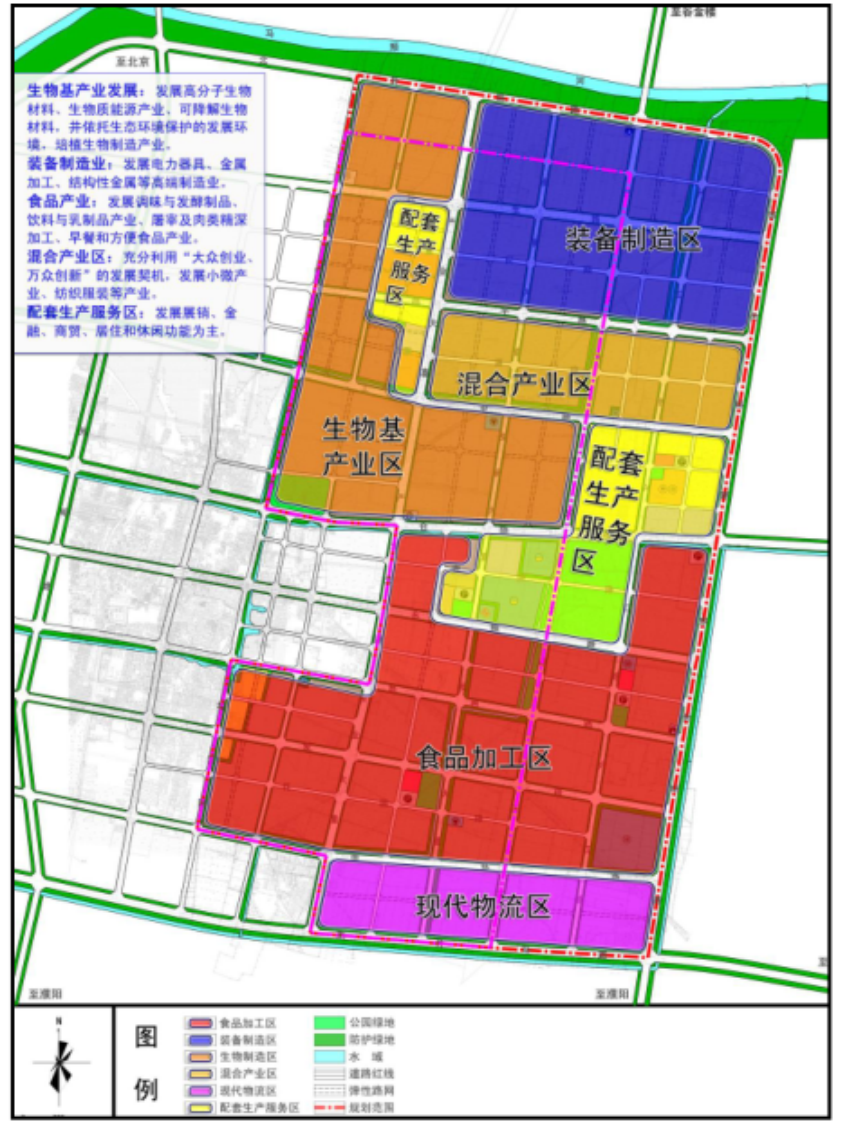 至谷金楼
马
颊
河
至北京
生物基产业发展：发展高分子生物
材料、生物质能源产业、可降解生物
材料，并依托生态环境保护的发展环
境，培植生物制造产业。
装备制造业：发展电力器具、金属
加工、结构性金属等高端制造业。
食品产业：发展调味与发酵制品、
饮料与乳制品产业、屠宰及肉类精深
加工、早餐和方便食品产业。
混合产业区：充分利用“大众创业、
万众创新”的发展契机，发展小微产
业、纺织服装等产业。
配套生产服务区：发展展销、金
融、商贸、居住和休闲功能为主。
配套
生产
服务
区
装备制造区
混合产业区
生物基
产业区
配套
生产
服务
区
食品加工区
现代物流区
至濮阳
至濮阳
至
N
图
例
食品加工区
装备制造区
生物制造区
混合产业区
现代物流区
配套生产服务区
公园绿地
防护绿地
水 域
道路红线
弹性路网
规划范围